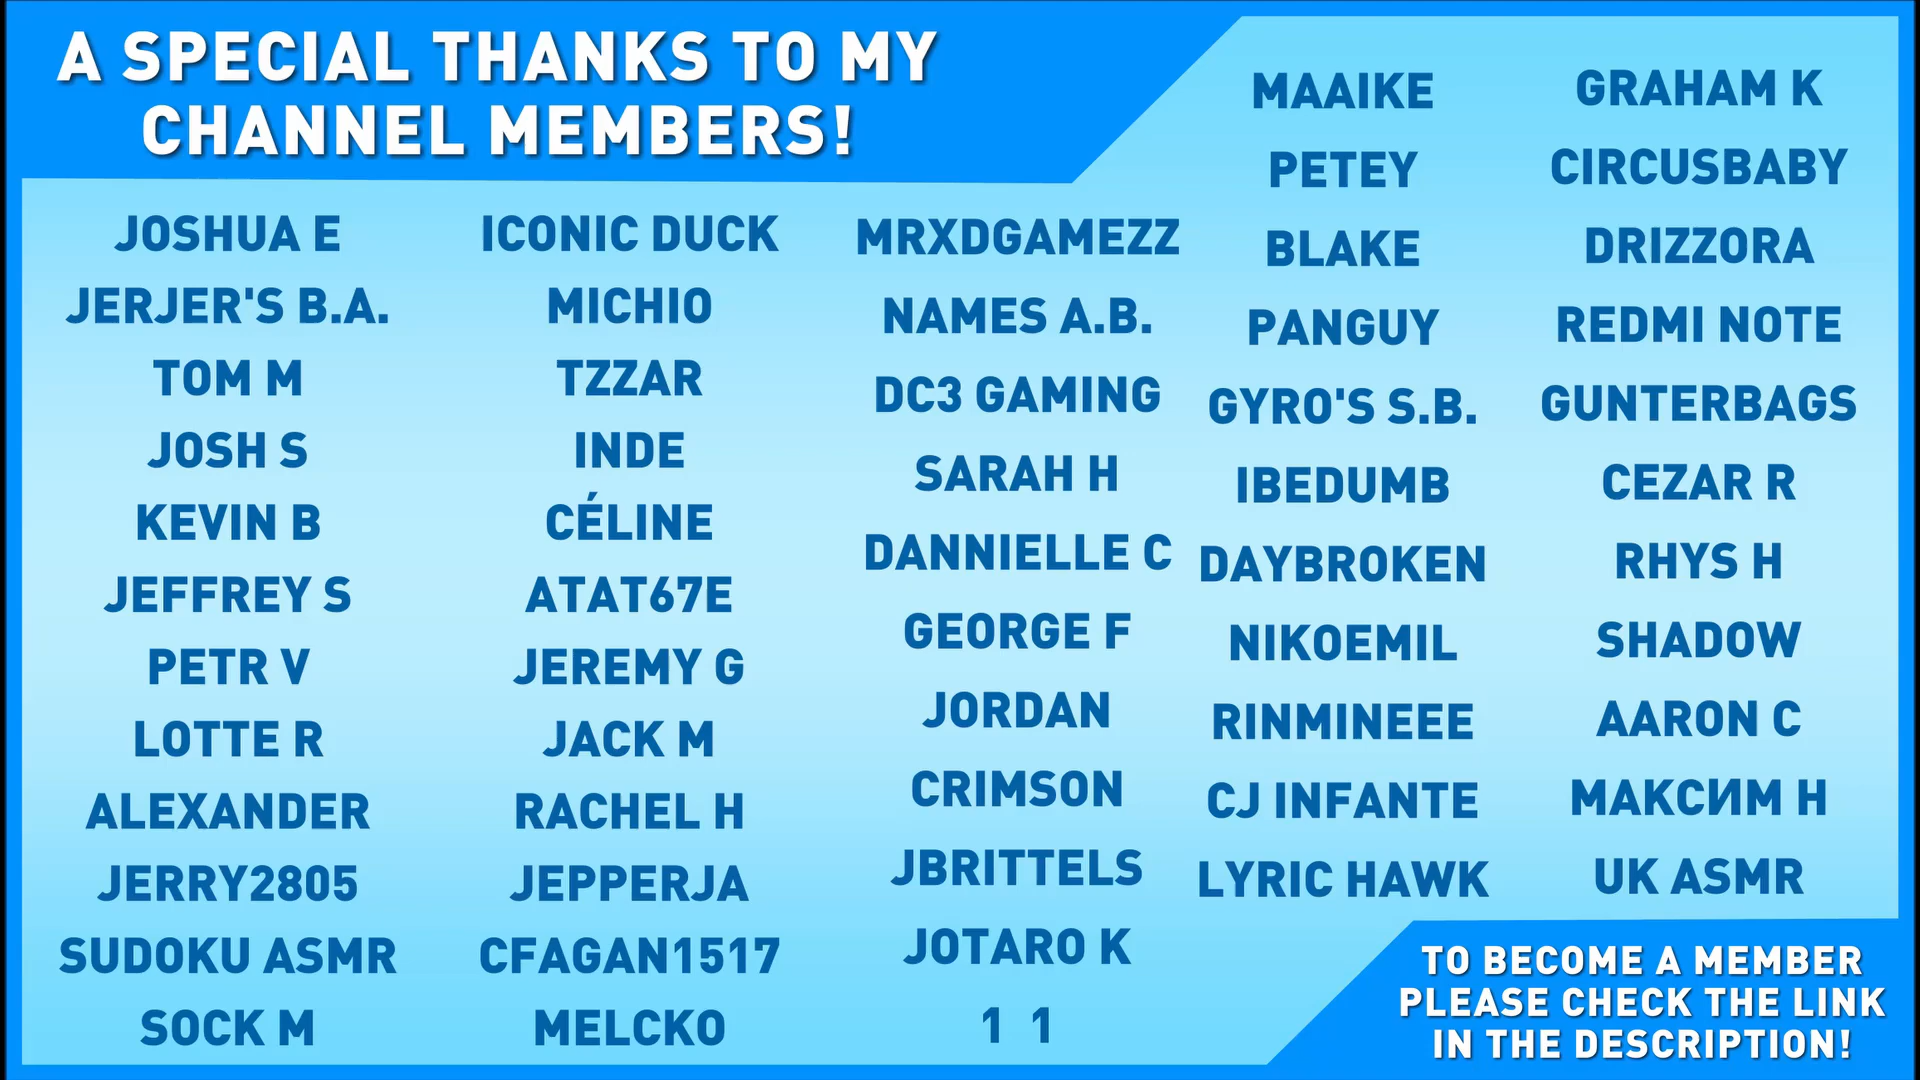 A SPECIAL THANKS TO MY
CHANNEL MEMBERS!
JOSHUA E
JERJER'S B.A.
TOM M
JOSH S
KEVIN B
JEFFREY S
PETR V
LOTTE R
ALEXANDER
JERRY2805
SUDOKU ASMR
SOCK M
ICONIC DUCK
MICHIO
TZZAR
INDE
CÉLINE
ATAT67E
JEREMY G
JACK M
RACHEL H
JEPPERJA
CFAGAN1517
MELCKO
MRXDGAMEZZ
NAMES A.B.
DC3 GAMING
SARAH H
DANNIELLE C
GEORGE F
JORDAN
CRIMSON
JBRITTELS
JOTARO K
1 1
MAAIKE
PETEY
BLAKE
PANGUY
GYRO'S S.B.
IBEDUMB
DAYBROKEN
NIKOEMIL
RINMINEEE
CJ INFANTE
LYRIC HAWK
GRAHAM K
CIRCUSBABY
DRIZZORA
REDMI NOTE
GUNTERBAGS
CEZAR R
RHYS H
SHADOW
AARON C
МАКСИМ Н
UK ASMR
TO BECOME A MEMBER
PLEASE CHECK THE LINK
IN THE DESCRIPTION!